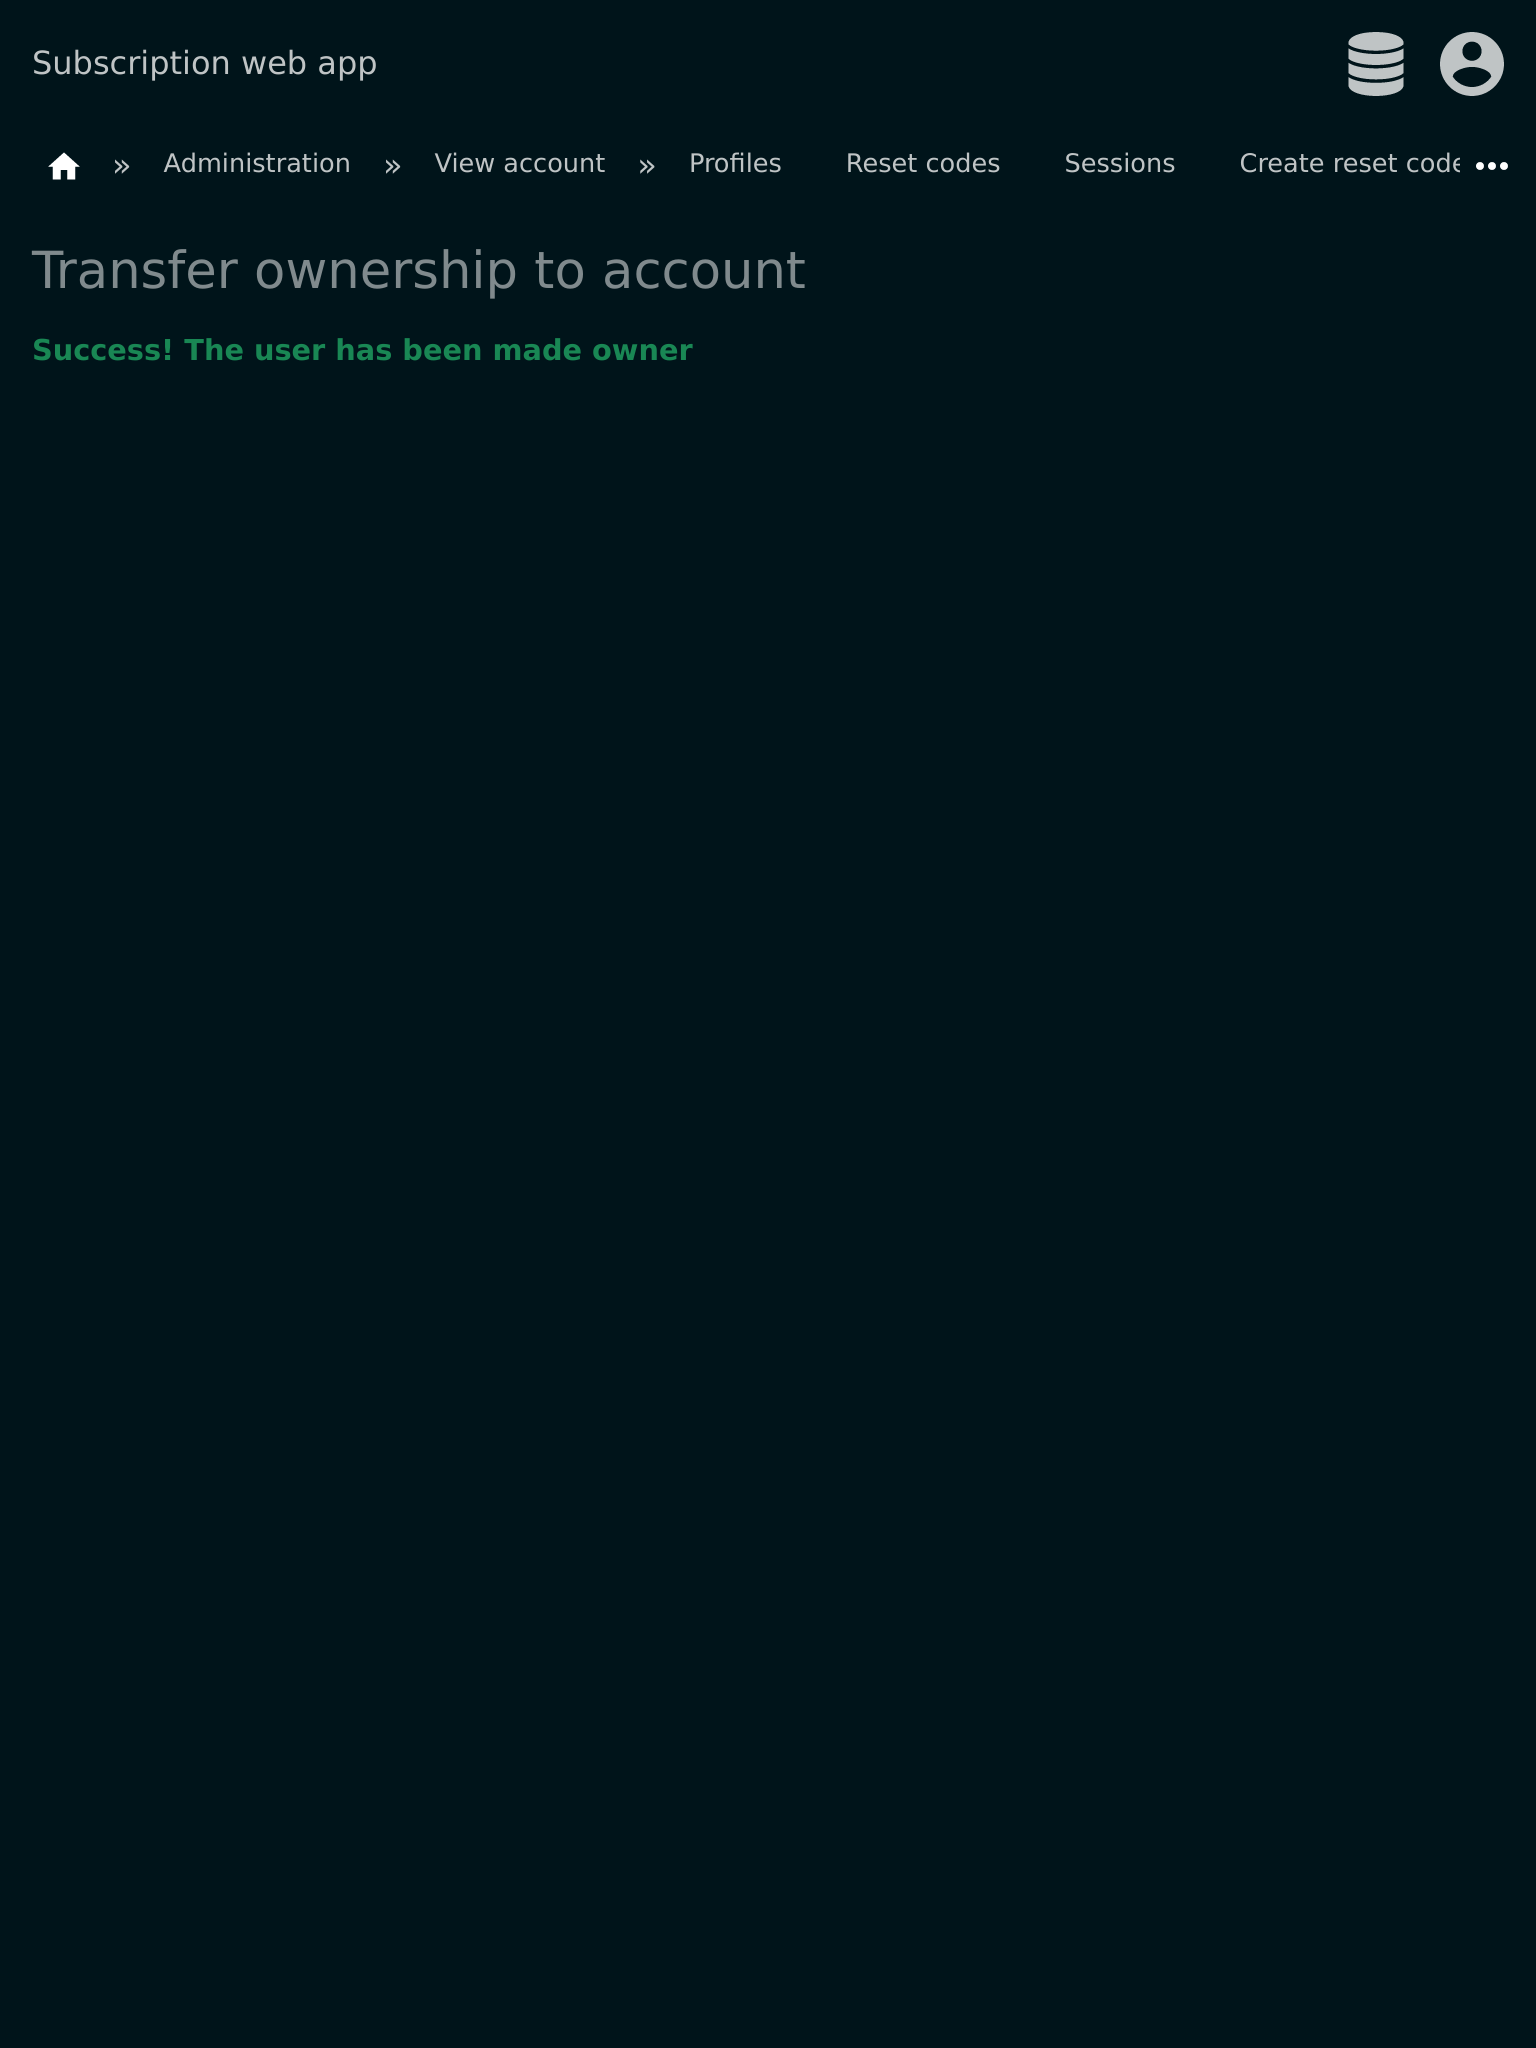 Subscription web app
» Administration » View account » Profiles Reset codes Sessions Create reset code
Transfer ownership to account
Success! The user has been made owner